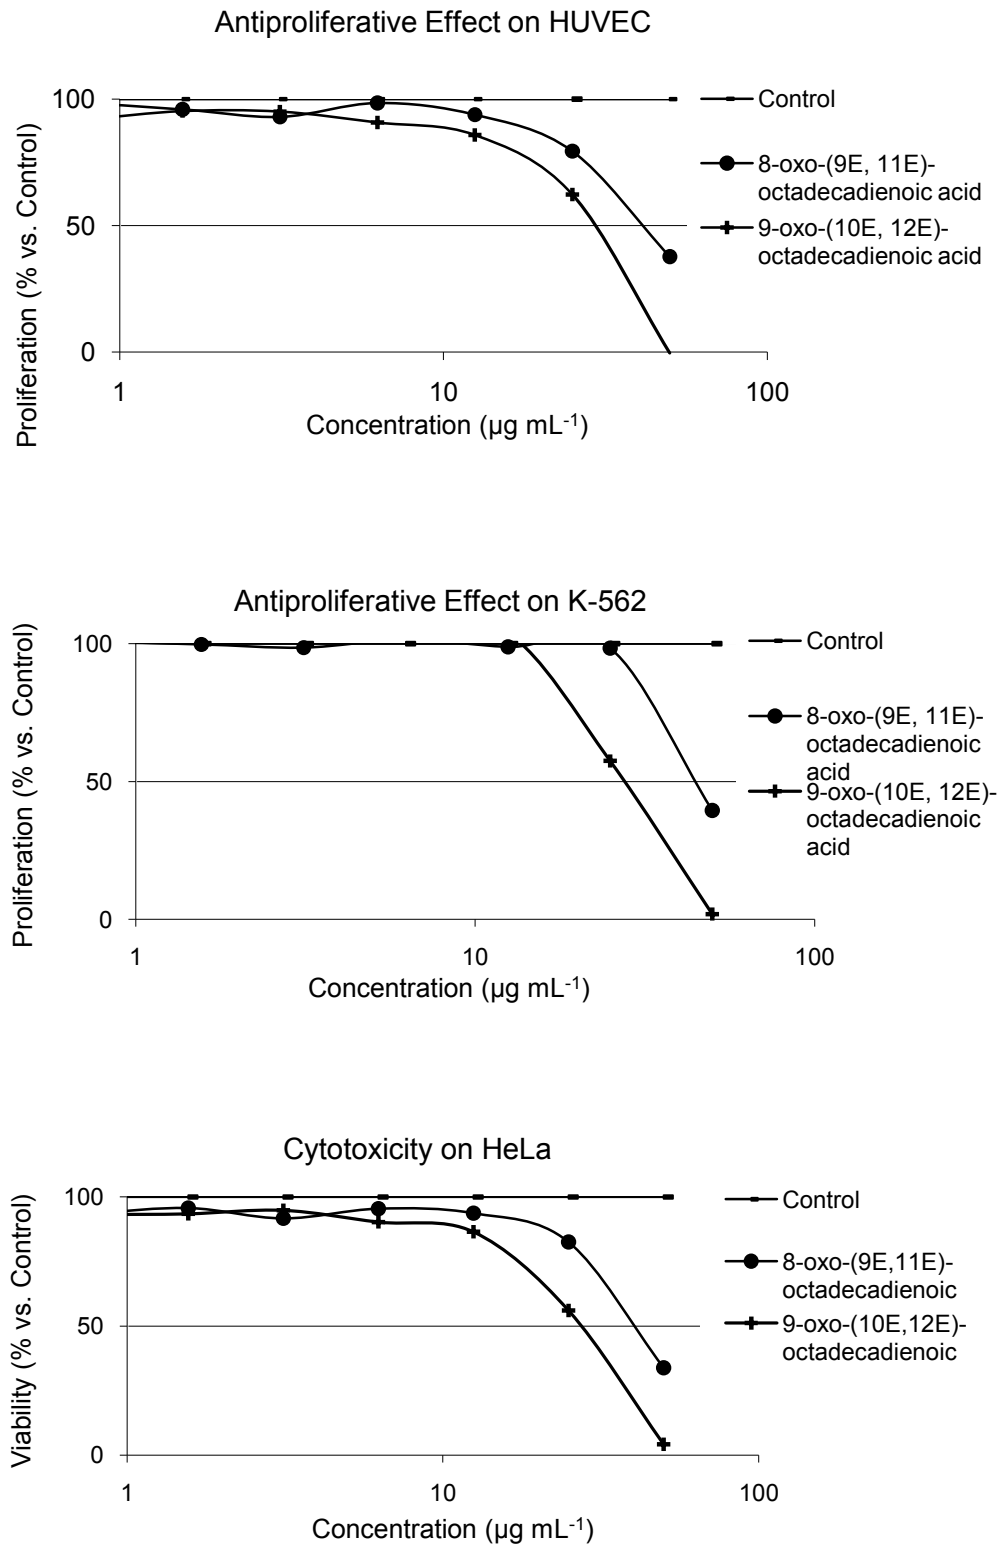 Antiproliferative Effect on HUVEC
Proliferation (% vs. Control)
100
50
0
1
10
100
Concentration (µg mL-1)
Control
8-oxo-(9E, 11E)-
octadecadienoic acid
9-oxo-(10E, 12E)-
octadecadienoic acid
Antiproliferative Effect on K-562
Proliferation (% vs. Control)
100
50
0
1
10
100
Concentration (µg mL-1)
Control
8-oxo-(9E, 11E)-
octadecadienoic
acid
9-oxo-(10E, 12E)-
octadecadienoic
acid
Cytotoxicity on HeLa
Viability (% vs. Control)
100
50
0
1
10
100
Concentration (µg mL-1)
Control
8-oxo-(9E,11E)-
octadecadienoic
9-oxo-(10E,12E)-
octadecadienoic